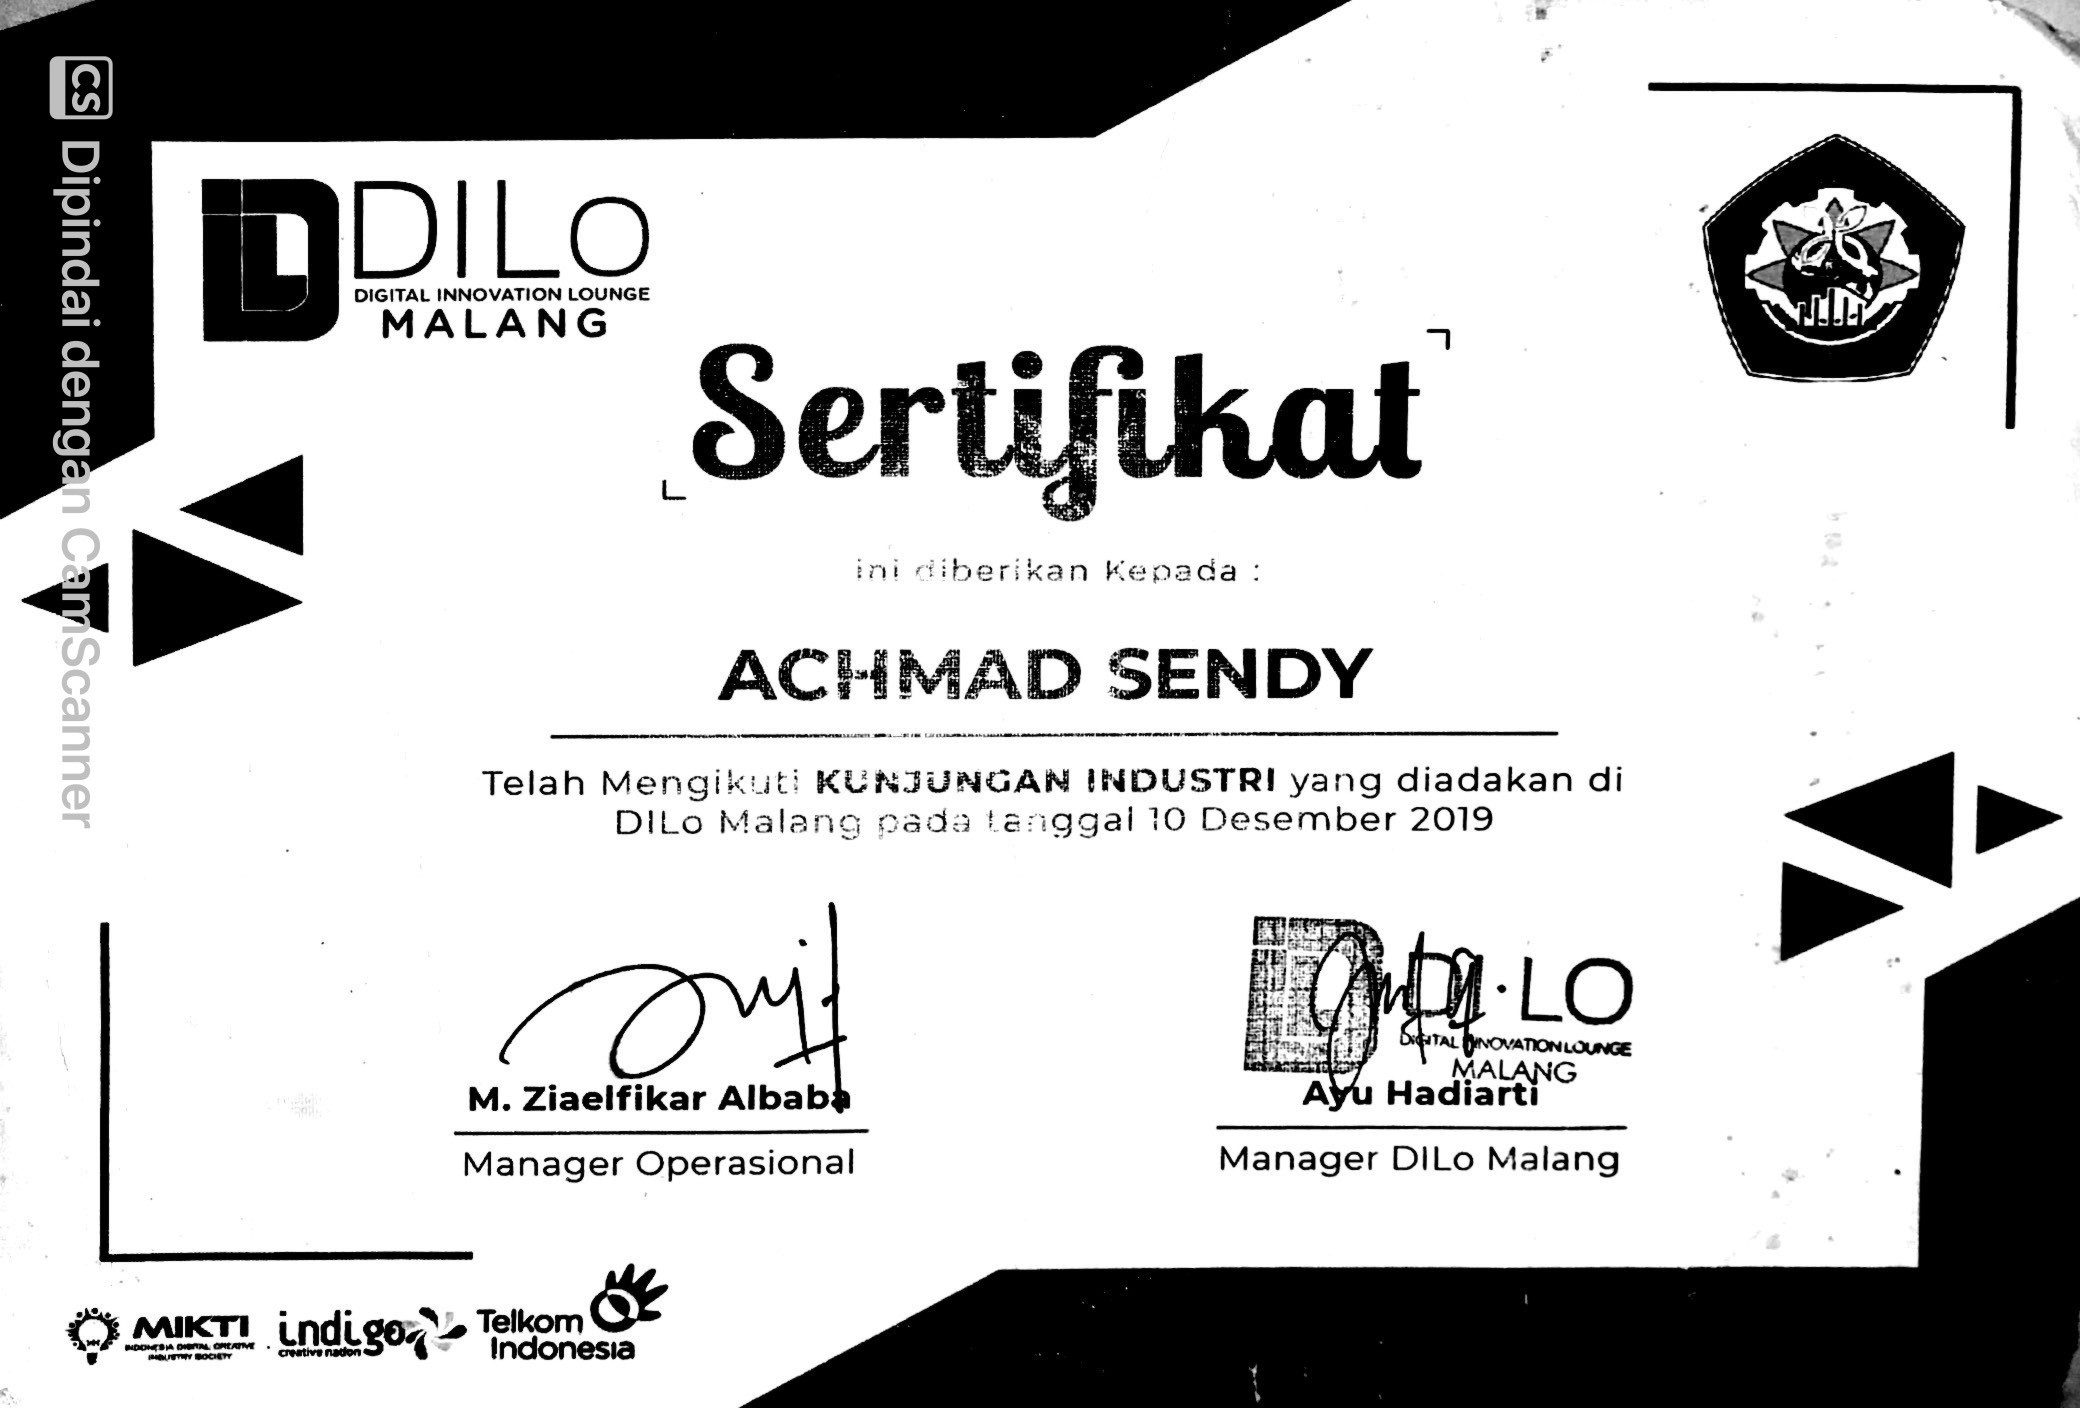 DILo
DIGITAL INNOVATION LOUNGE
MALANG
Sertifikat
ini diberikan Kepada :
ACHMAD SENDY
Telah Mengikuti KUNJUNGAN INDUSTRI yang diadakan di
DILo Malang pada tanggal 10 Desember 2019
DILO
DIGITAL INNOVATION LOUNGE
MALANG
M. Ziaelfikar Albaba
Manager Operasional
Ayu Hadiarti
Manager DILo Malang
MIKTI
INDONESIA DIGITAL CREATIVE
INDUSTRY SOCIETY
indigo
creative nation
Telkom
Indonesia
CS Dipindai dengan CamScanner